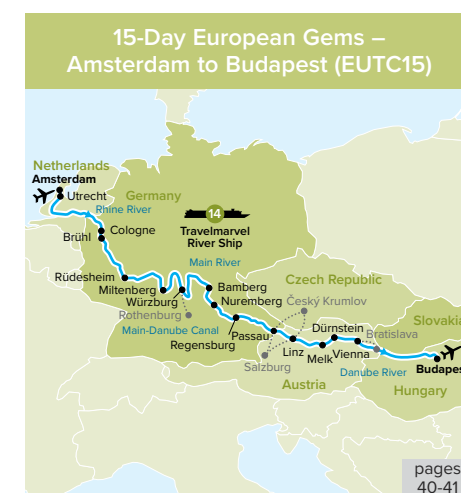 15-Day European Gems –
Amsterdam to Budapest (EUTC15)
Netherlands
Amsterdam
Utrecht
Germany
Rhine River
14
Travelmarvel
River Ship
Cologne
Brühl
Main River
Rüdesheim
Miltenberg
Würzburg
Bamberg
Nuremberg
Rothenburg
Main-Danube Canal
Regensburg
Czech Republic
Český Krumlov
Passau
Salzburg
Linz
Melk
Dürnstein
Vienna
Bratislava
Slovakia
Danube River
Budapest
Austria
Hungary
pages
40-41